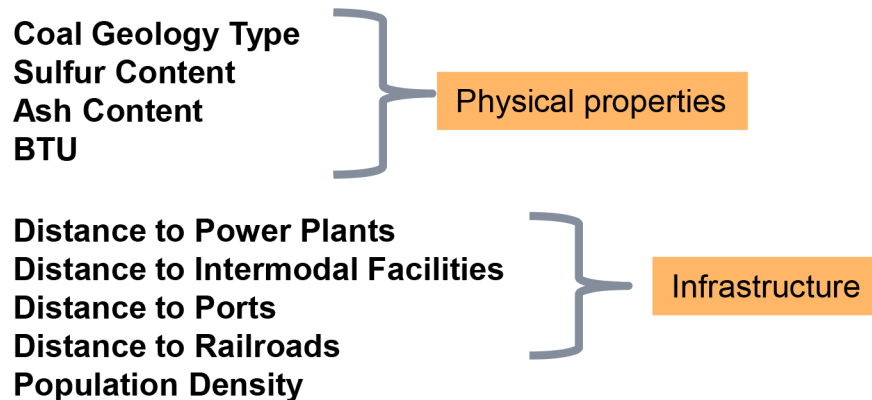 Coal Geology Type
Sulfur Content
Ash Content
BTU
Physical properties
Distance to Power Plants
Distance to Intermodal Facilities
Distance to Ports
Distance to Railroads
Population Density
Infrastructure